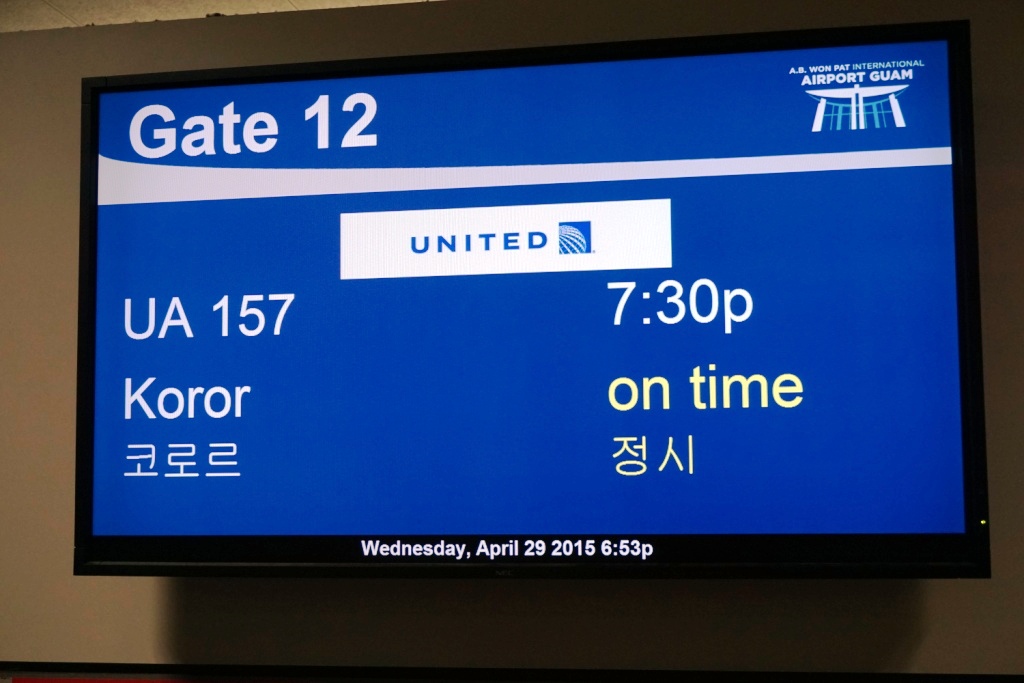 Gate 12
A.B. WON PAT INTERNATIONAL
AIRPORT GUAM
UNITED
UA 157
7:30p
Koror
on time
코로르
정시
Wednesday, April 29 2015 6:53p